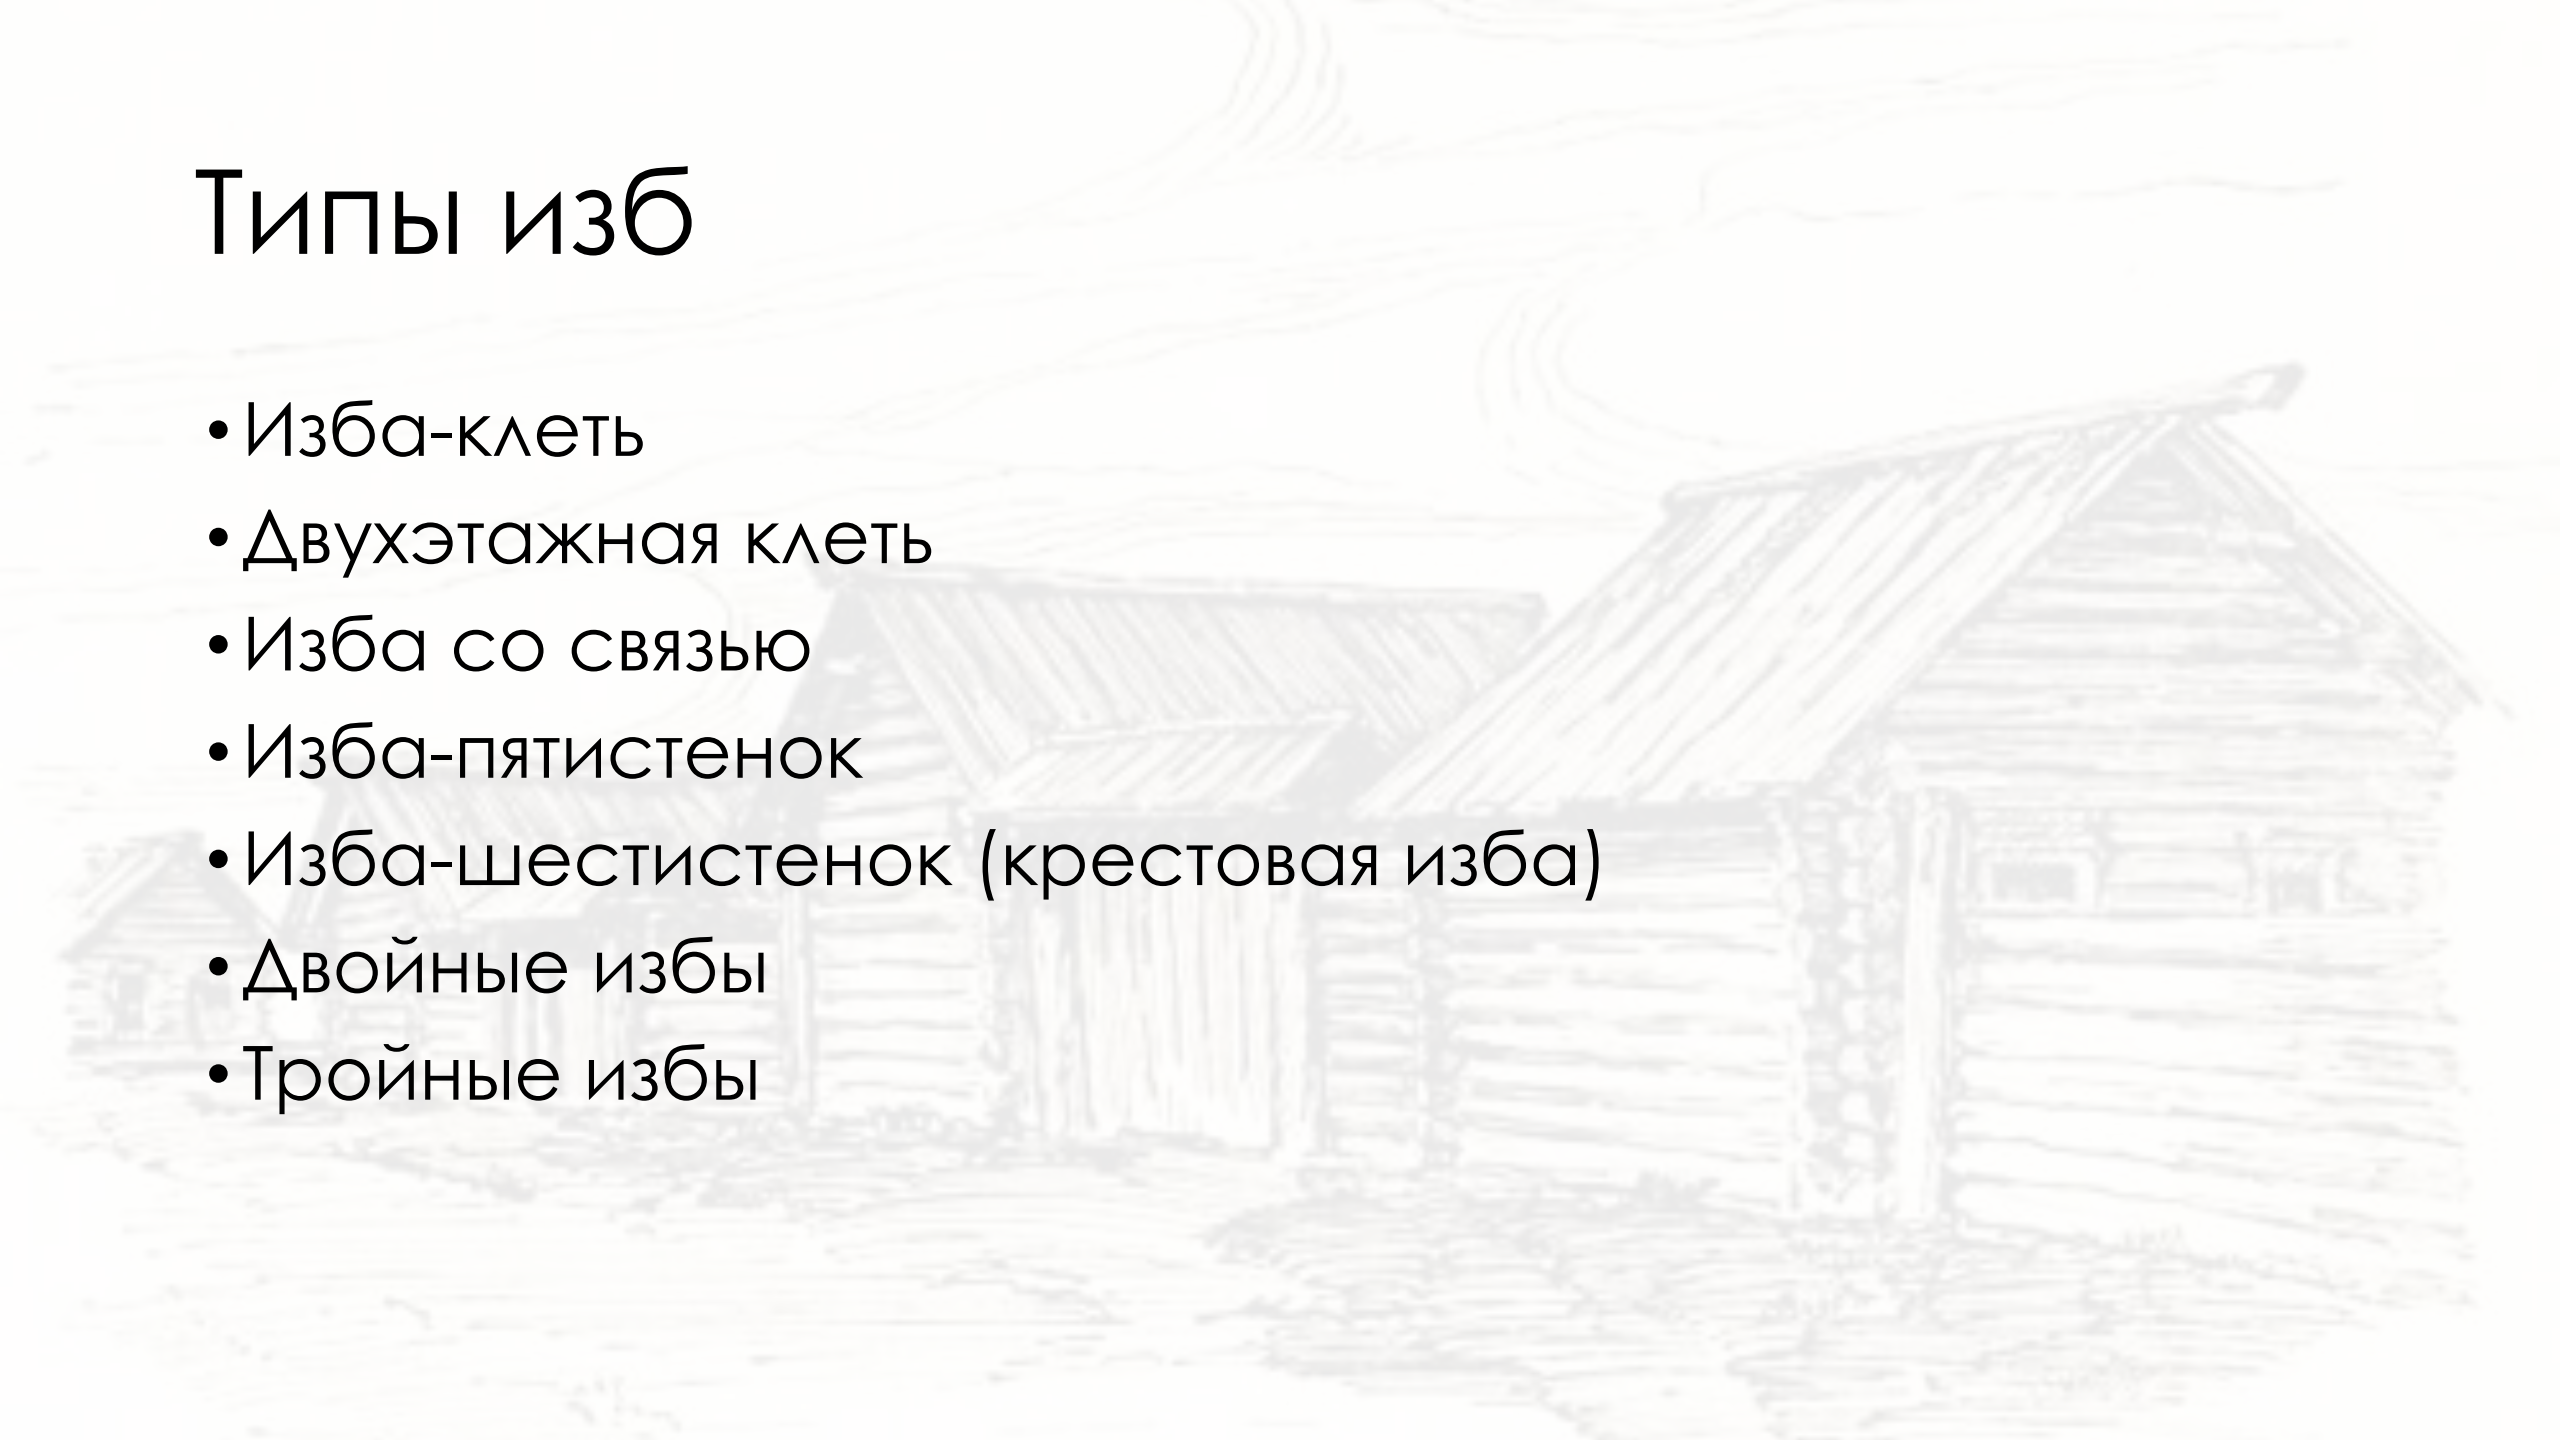 Типы изб
• Изба-клеть
• Двухэтажная клеть
• Изба со связью
• Изба-пятистенок
• Изба-шестистенок (крестовая изба)
• Двойные избы
• Тройные избы